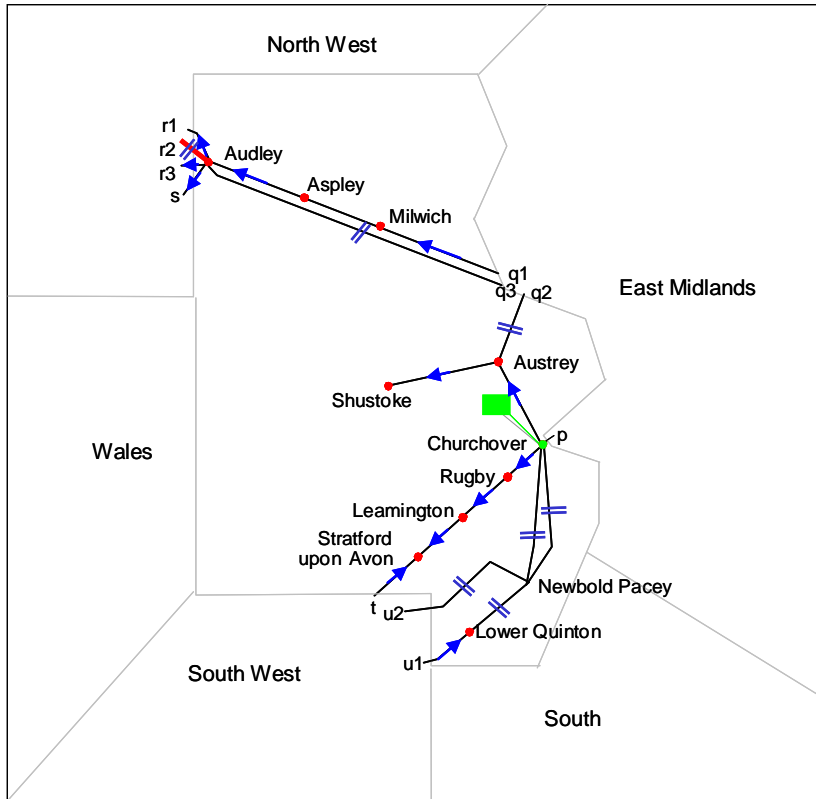 North West
r1
r2
Audley
r3
Aspley
s
Milwich
q1
q3
q2
East Midlands
Austrey
Shustoke
p
Churchover
Wales
Rugby
Leamington
Stratford
upon Avon
Newbold Pacey
t
u2
Lower Quinton
u1
South West
South